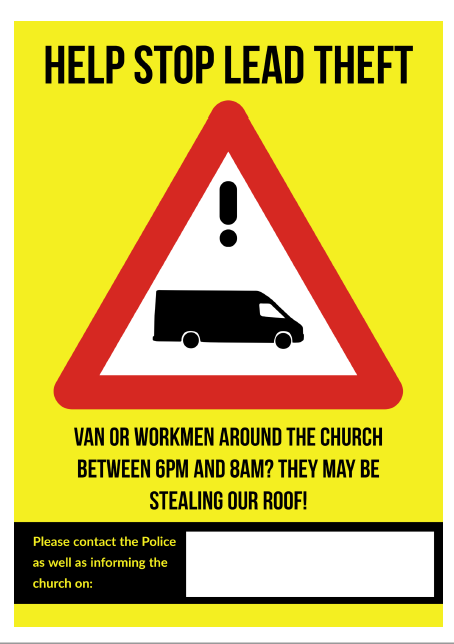 HELP STOP LEAD THEFT
VAN OR WORKMEN AROUND THE CHURCH
BETWEEN 6PM AND 8AM? THEY MAY BE
STEALING OUR ROOF!
Please contact the Police
as well as informing the
church on: